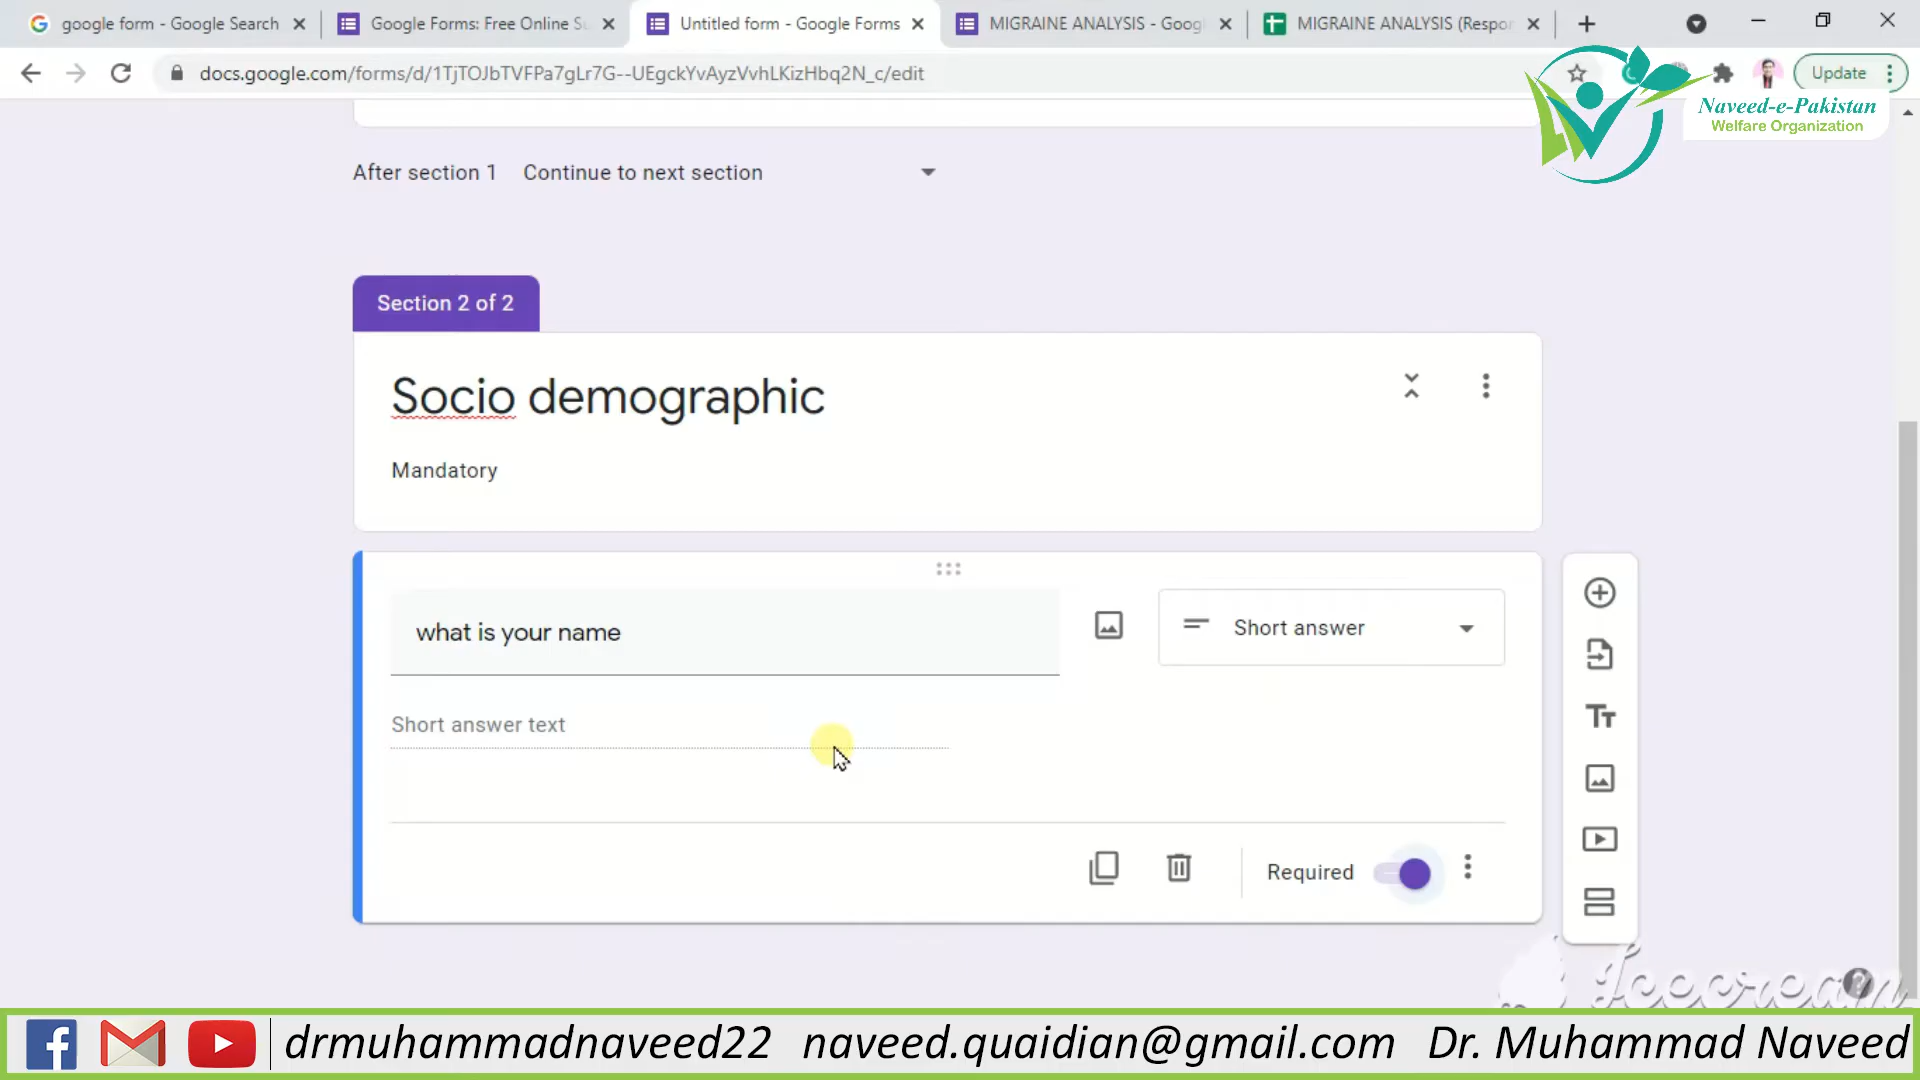 google form - Google Search
Google Forms: Free Online Su
Untitled form - Google Forms
MIGRAINE ANALYSIS - Goog
MIGRAINE ANALYSIS (Respor
docs.google.com/forms/d/1TjTOJbTVFPa7gLr7G--UEgckYvAyzVvhLKizHbq2N_c/edit
Update
Naveed-e-Pakistan
Welfare Organization
After section 1 Continue to next section
Section 2 of 2
Socio demographic
Mandatory
what is your name
Short answer
Short answer text
Required
Icecream
drmuhammadnaveed22 naveed.quaidian@gmail.com Dr. Muhammad Naveed